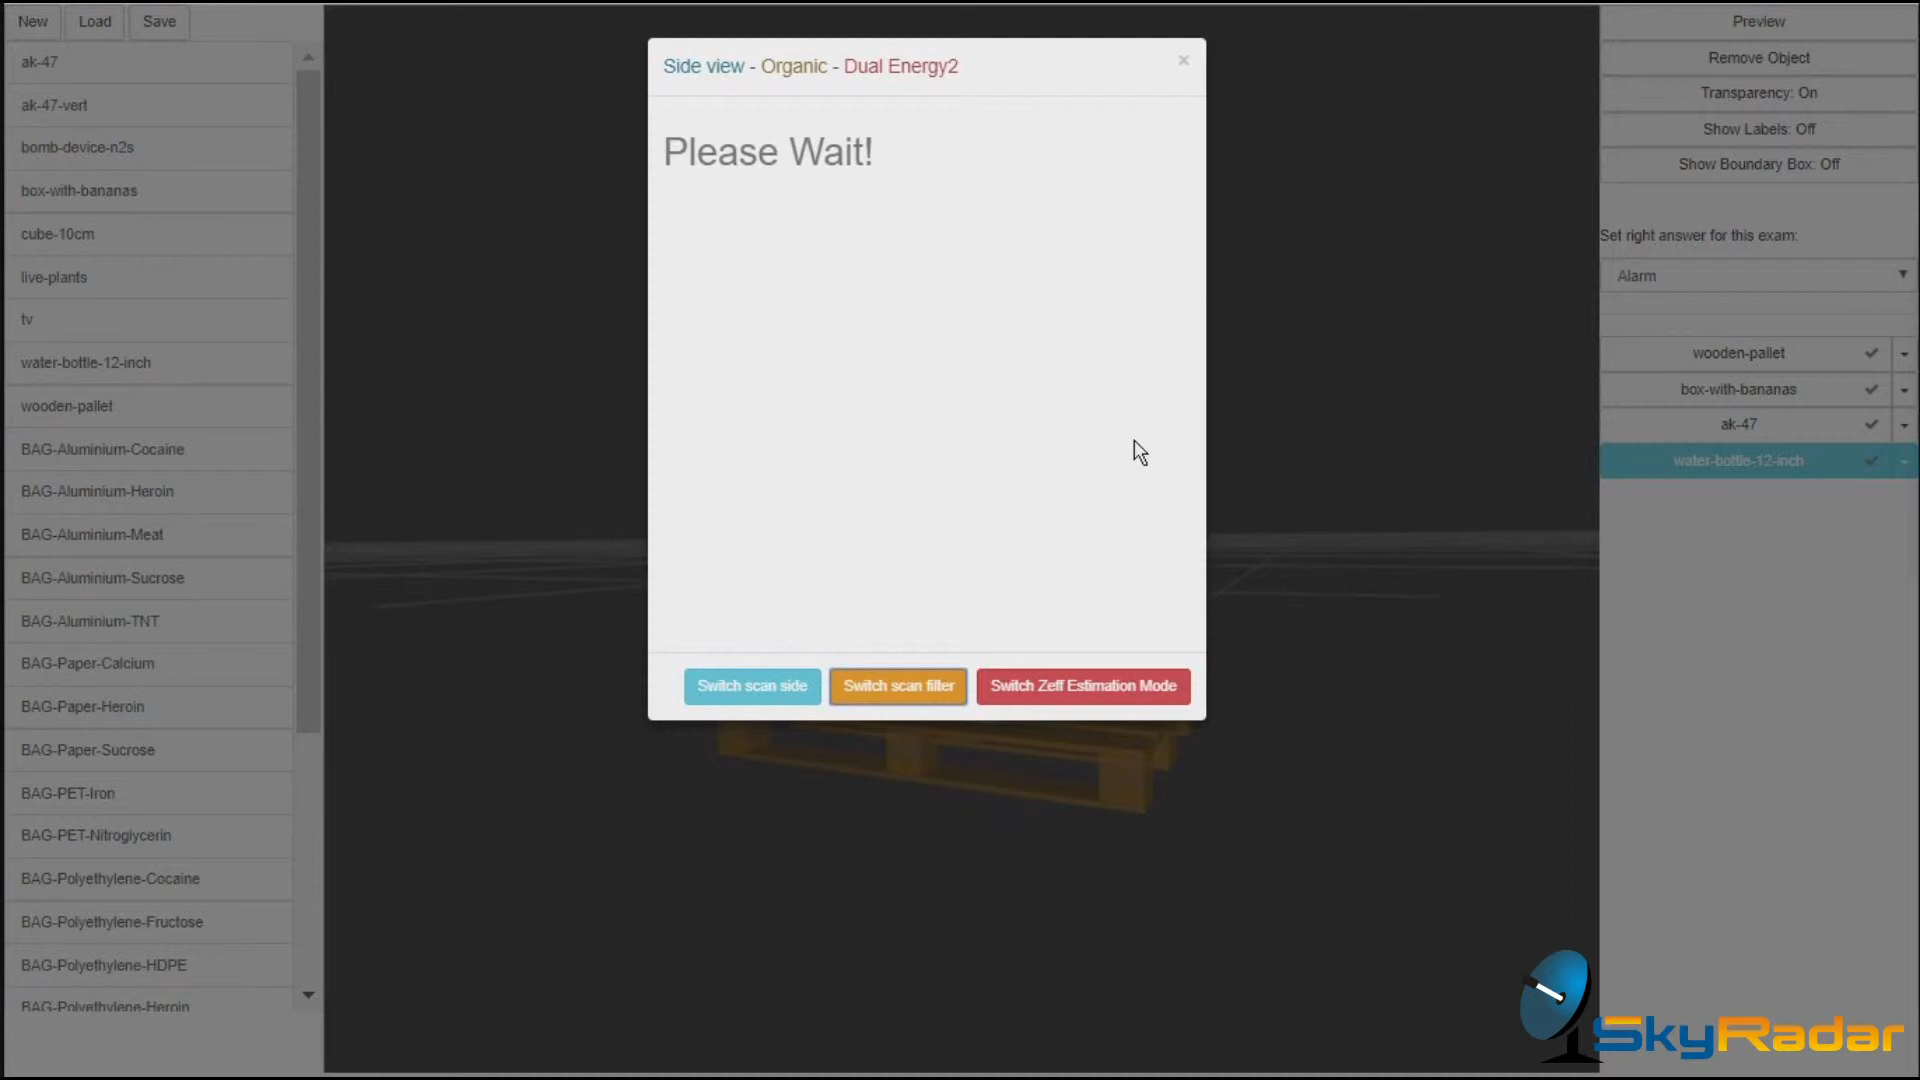 New Load Save
ak-47
ak-47-vert
bomb-device-n2s
box-with-bananas
cube-10cm
live-plants
tv
water-bottle-12-inch
wooden-pallet
BAG-Aluminium-Cocaine
BAG-Aluminium-Heroin
BAG-Aluminium-Meat
BAG-Aluminium-Sucrose
BAG-Aluminium-TNT
BAG-Paper-Calcium
BAG-Paper-Heroin
BAG-Paper-Sucrose
BAG-PET-Iron
BAG-PET-Nitroglycerin
BAG-Polyethylene-Cocaine
BAG-Polyethylene-Fructose
BAG-Polyethylene-HDPE
BAG-Polyethylene-Heroin
Side view - Organic - Dual Energy2 ×
Please Wait!
Switch scan side Switch scan filter Switch Zeff Estimation Mode
Preview
Remove Object
Transparency: On
Show Labels: Off
Show Boundary Box: Off
Set right answer for this exam:
Alarm
wooden-pallet
box-with-bananas
ak-47
water-bottle-12-inch
SkyRadar